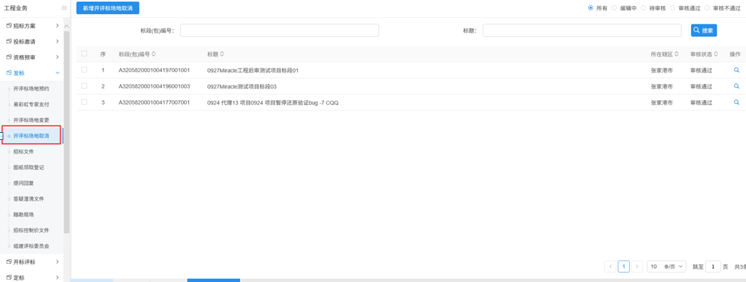 工程业务
新增开评标场地取消
所有 编辑中 待审核 审核通过 审核不通过
招标方案
投标邀请
资格预审
发标
开评标场地预约
易彩虹专家支付
开评标场地变更
开评标场地取消
招标文件
图纸领取登记
提问回复
答疑澄清文件
踏勘现场
招标控制价文件
组建评标委员会
开标评标
定标
标段(包)编号：
标题：
搜索
序 标段(包)编号 标题 所在辖区 审核状态 操作
1 A3205820001004197001001 0927Miracle工程后审测试项目标段01 张家港市 审核通过
2 A3205820001004196001003 0927Miracle测试项目标段03 张家港市 审核通过
3 A3205820001004177007001 0924 代理13 项目0924 项目暂停还原验证bug -7 CQQ 张家港市 审核通过
1 10 条/页 跳至 1 页 共3条